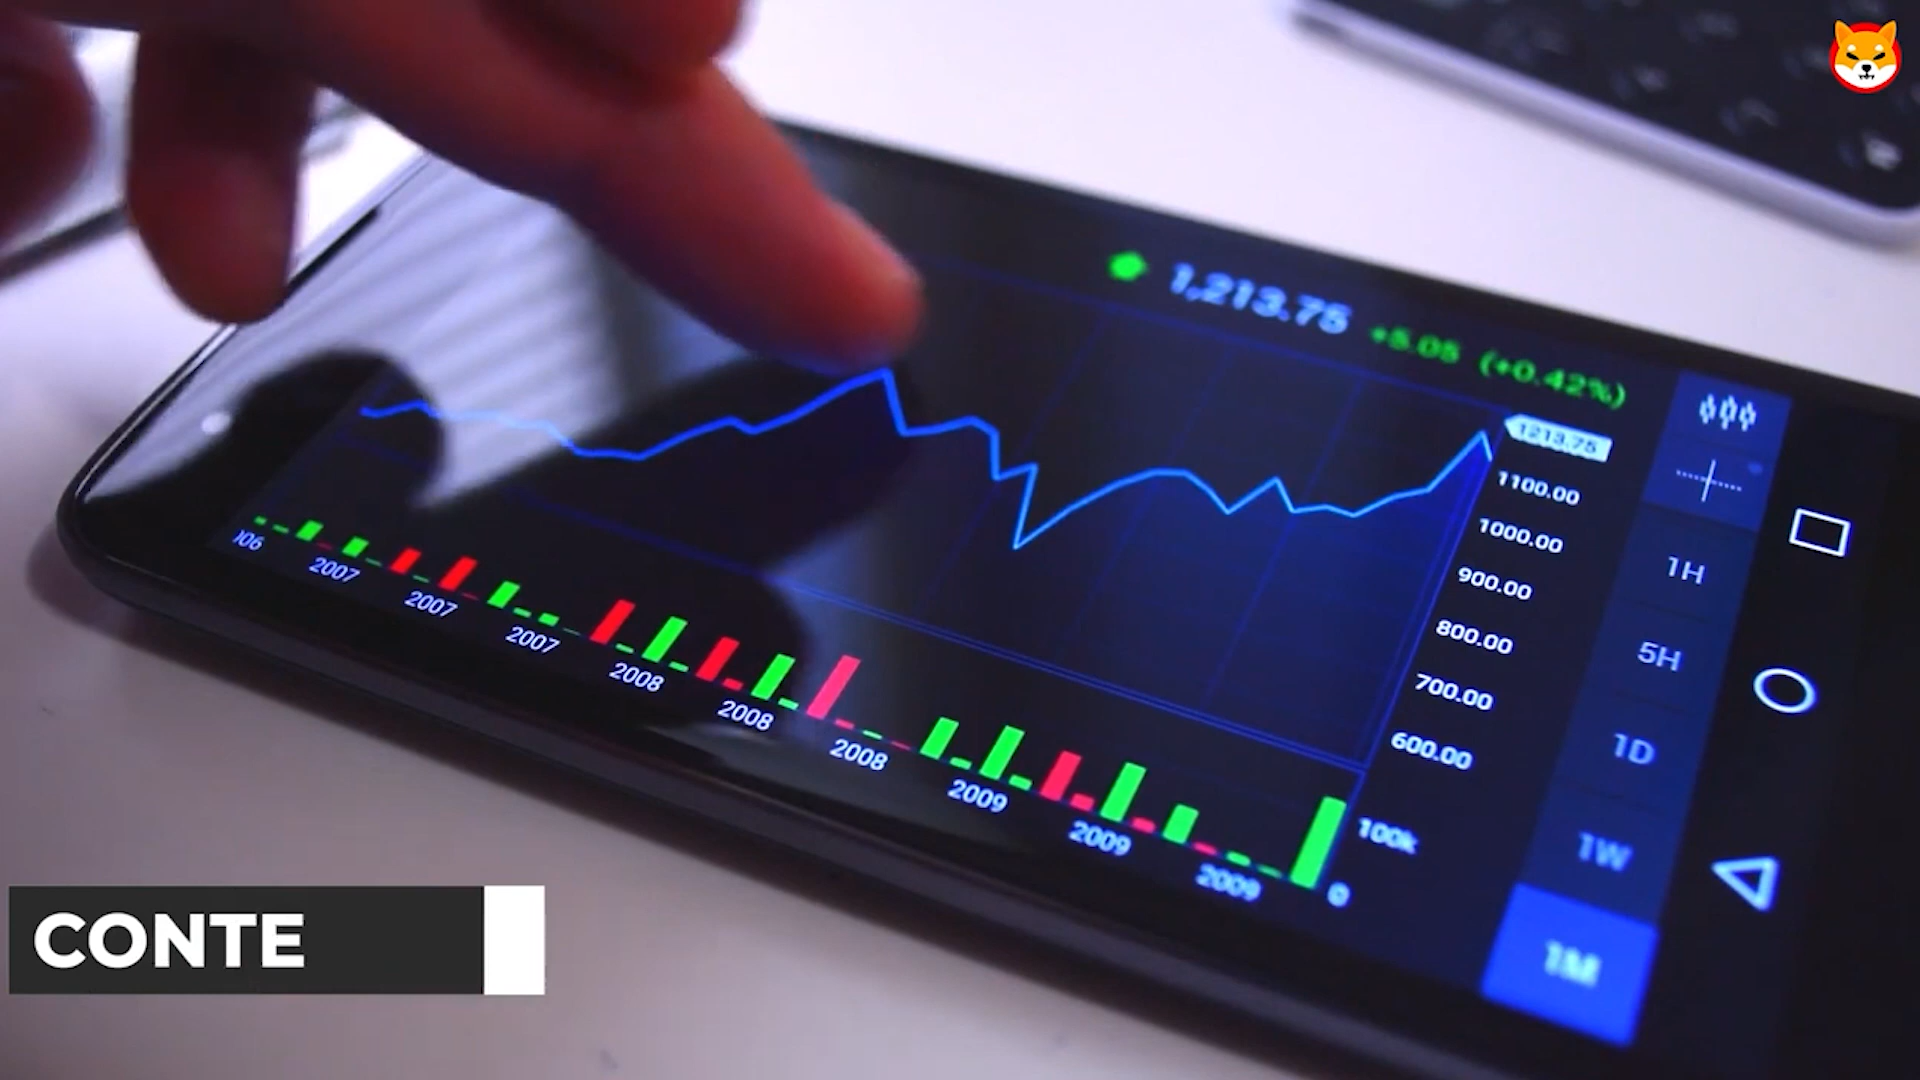 1,213.75 +5.05 (+0.42%)
1213.75
1100.00
1000.00
900.00
800.00
700.00
600.00
100k
0
2007
2007
2007
2008
2008
2008
2009
2009
2009
1H
5H
1D
1W
1M
CONTE